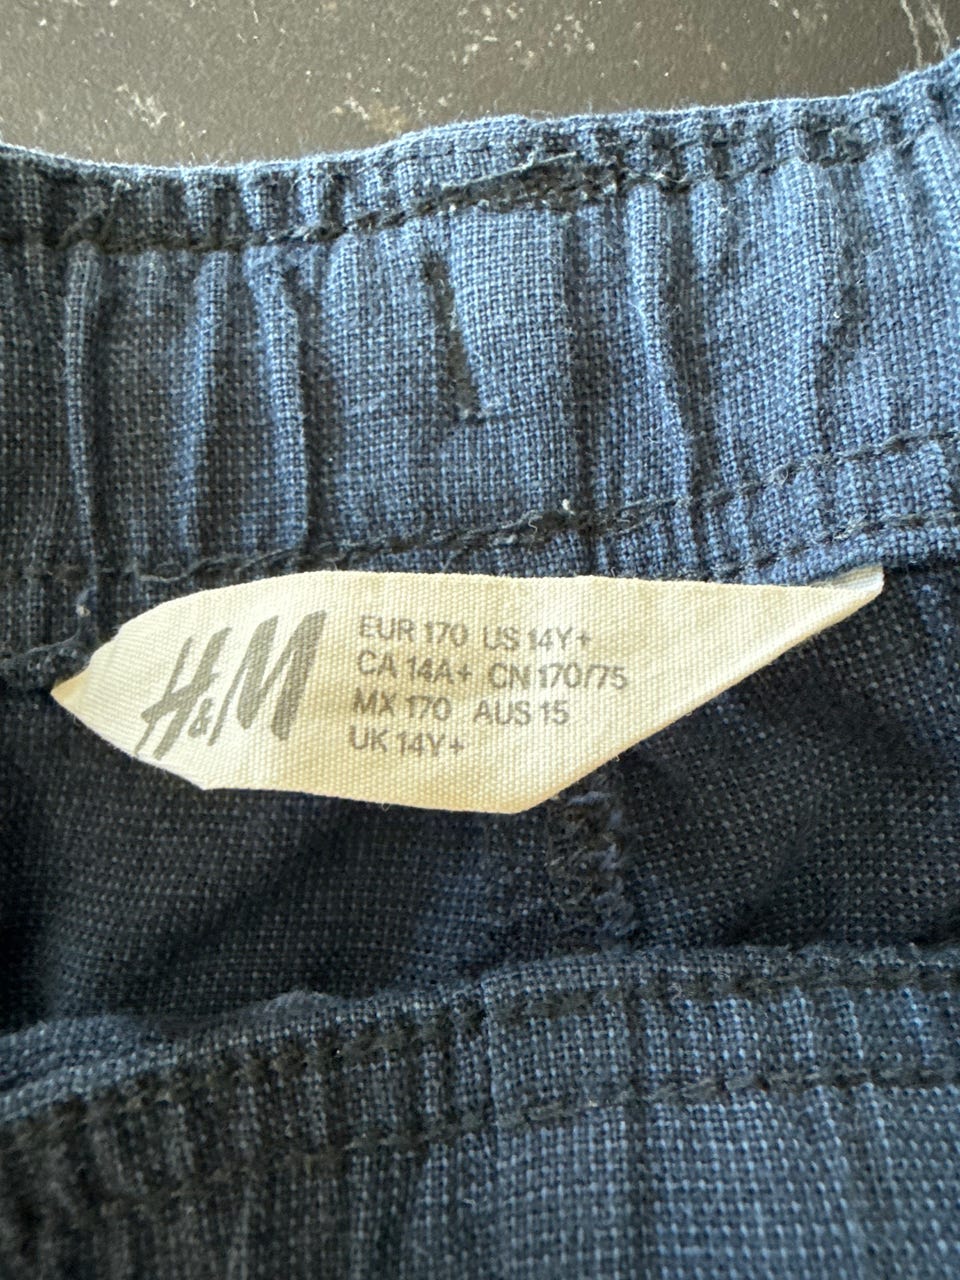 H&M
EUR 170 US 14Y+
CA 14A+ CN 170/75
MX 170 AUS 15
UK 14Y+